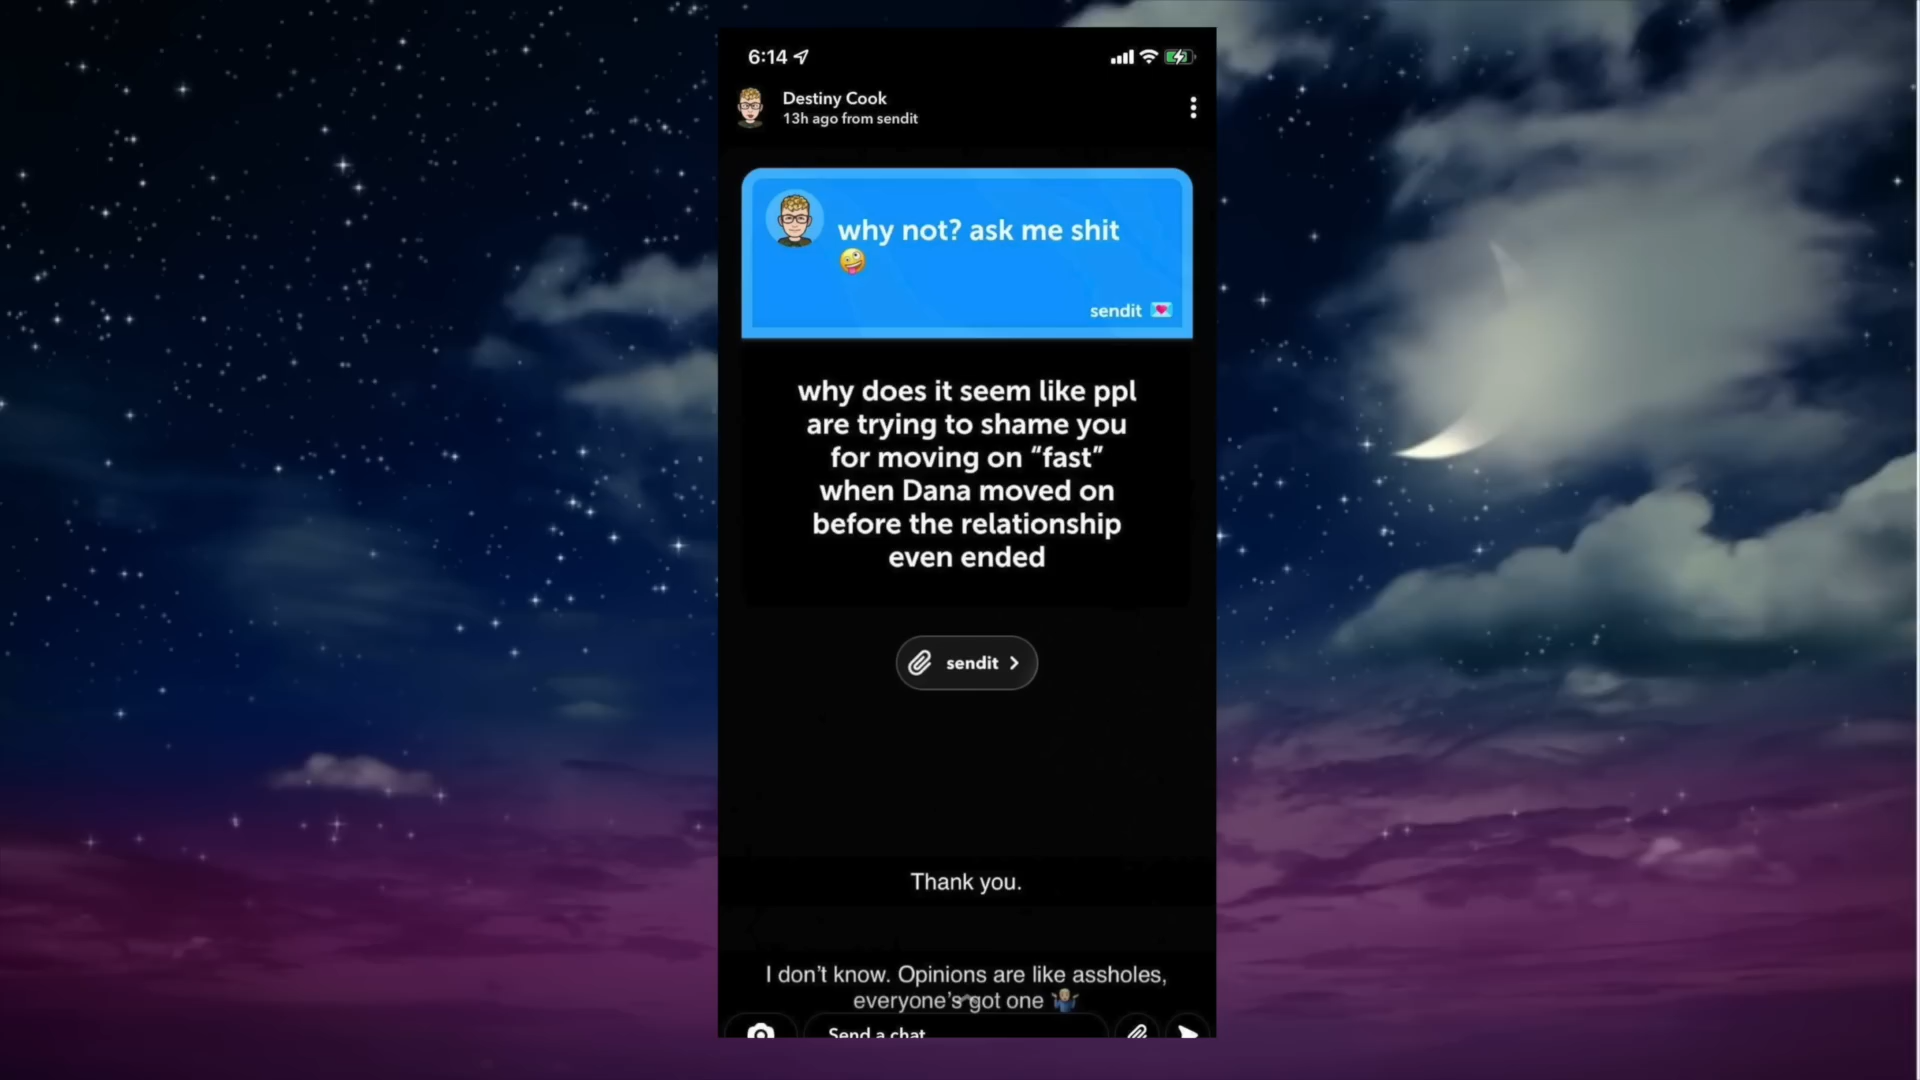 6:14
Destiny Cook
13h ago from sendit
why not? ask me shit
🤪
sendit 💌
why does it seem like ppl
are trying to shame you
for moving on “fast”
when Dana moved on
before the relationship
even ended
sendit
Thank you.
I don't know. Opinions are like assholes,
everyone's got one 🤷🏼‍♂️
Send a chat